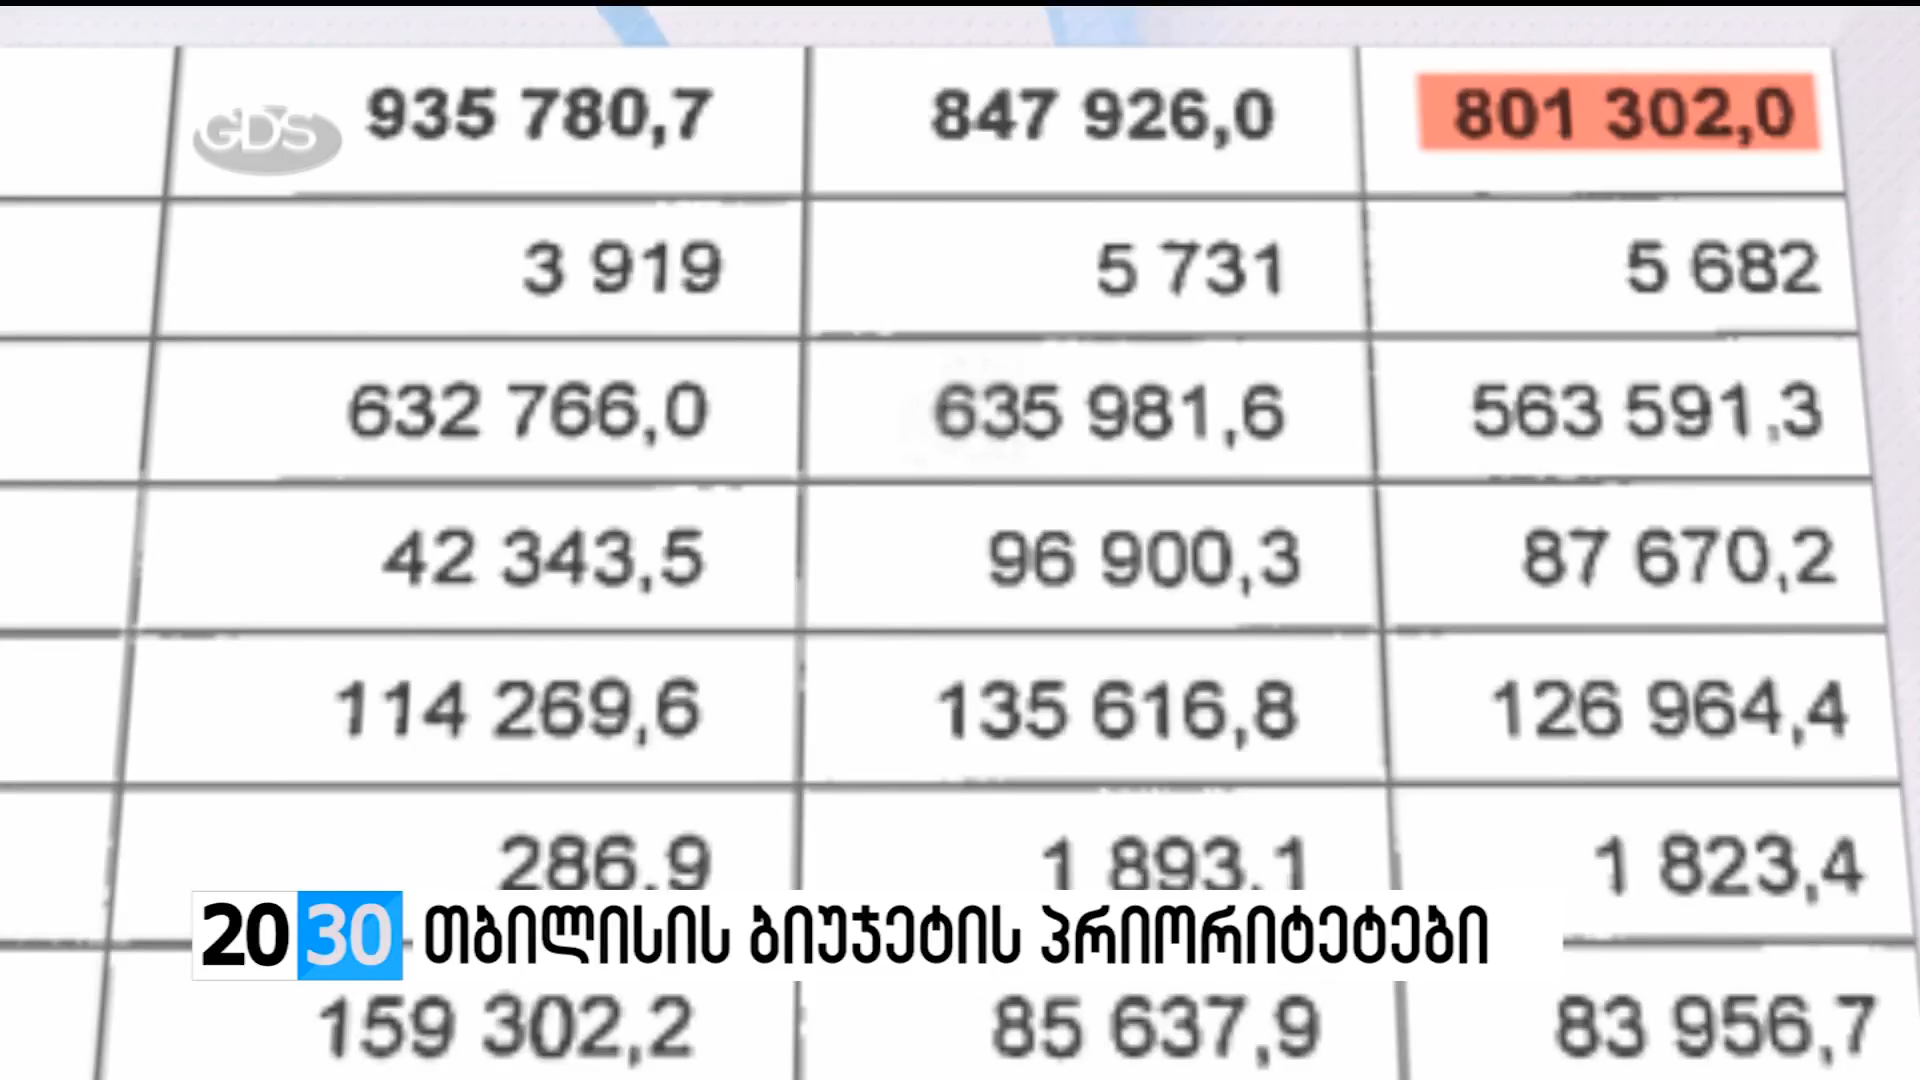 GDS 935 780,7 847 926,0 801 302,0
3 919 5 731 5 682
632 766,0 635 981,6 563 591,3
42 343,5 96 900,3 87 670,2
114 269,6 135 616,8 126 964,4
286,9 1 893,1 1 823,4
20 30 თბილისის ბიუჯეტის პრიორიტეტები
159 302,2 85 637,9 83 956,7